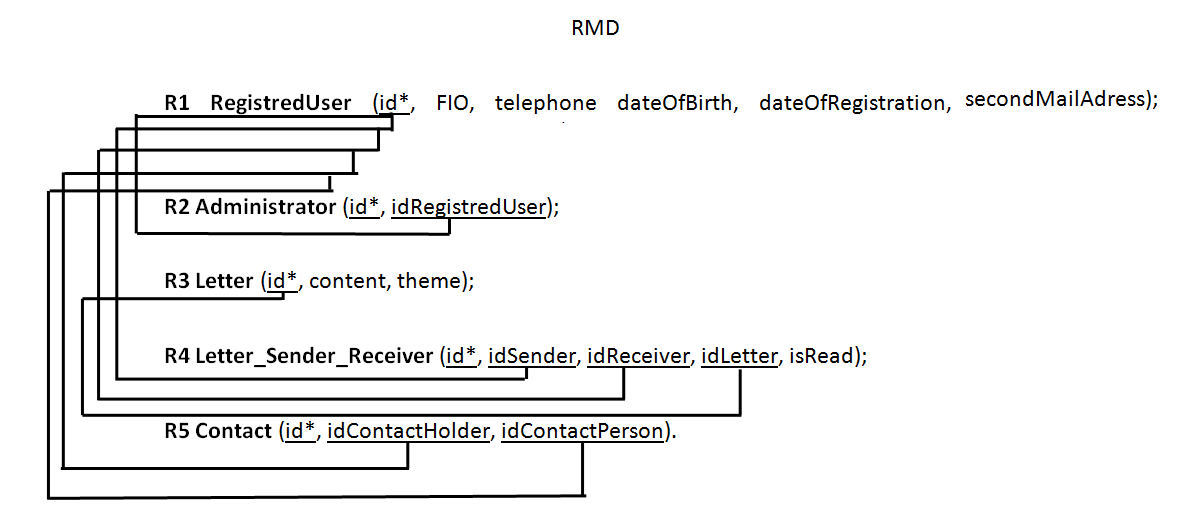 RMD
R1 RegistredUser (id*, FIO, telephone dateOfBirth, dateOfRegistration, secondMailAdress);
R2 Administrator (id*, idRegistredUser);
R3 Letter (id*, content, theme);
R4 Letter_Sender_Receiver (id*, idSender, idReceiver, idLetter, isRead);
R5 Contact (id*, idContactHolder, idContactPerson).